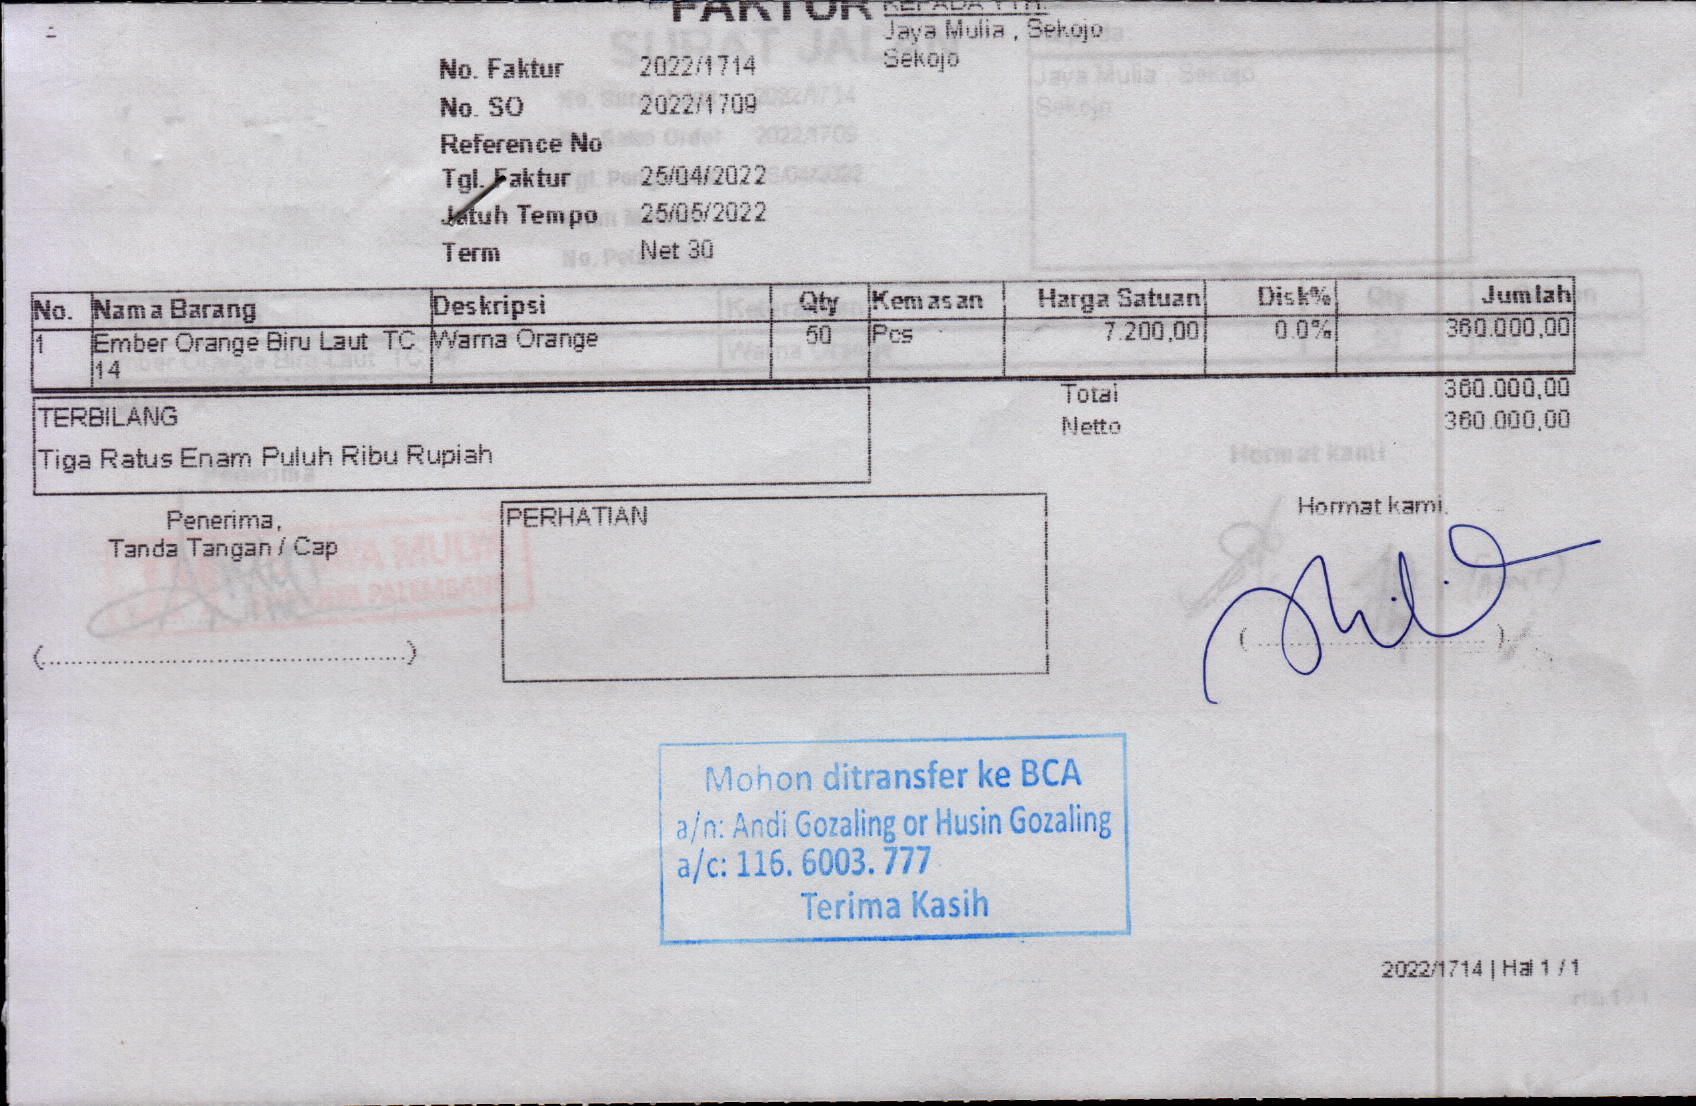 FAKTUR
KEPADA YTH.
Jaya Mulia , Sekojo
Sekojo
No. Faktur 2022/1714
No. SO 2022/1709
Reference No
Tgl. Faktur 25/04/2022
Jatuh Tempo 25/05/2022
Term Net 30
No. Nama Barang Deskripsi Qty Kemasan Harga Satuan Disk% Jumlah
1 Ember Orange Biru Laut TC 14 Warna Orange 50 Pcs 7.200,00 0.0% 360.000,00
Total 360.000,00
Netto 360.000,00
TERBILANG
Tiga Ratus Enam Puluh Ribu Rupiah
Penerima,
Tanda Tangan / Cap
(................................................)
PERHATIAN
Hormat kami.
(................................)
Mohon ditransfer ke BCA
a/n: Andi Gozaling or Husin Gozaling
a/c: 116. 6003. 777
Terima Kasih
2022/1714 | Hal 1 / 1